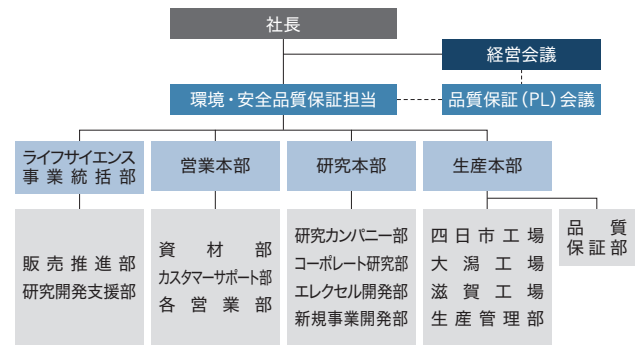 社長
経営会議
環境・安全品質保証担当
品質保証(PL)会議
ライフサイエンス
事業統括部
営業本部
研究本部
生産本部
販売推進部
研究開発支援部
資材部
カスタマーサポート部
各営業部
研究カンパニー部
コーポレート研究部
エレクセル開発部
新規事業開発部
四日市工場
大潟工場
滋賀工場
生産管理部
品質
保証部